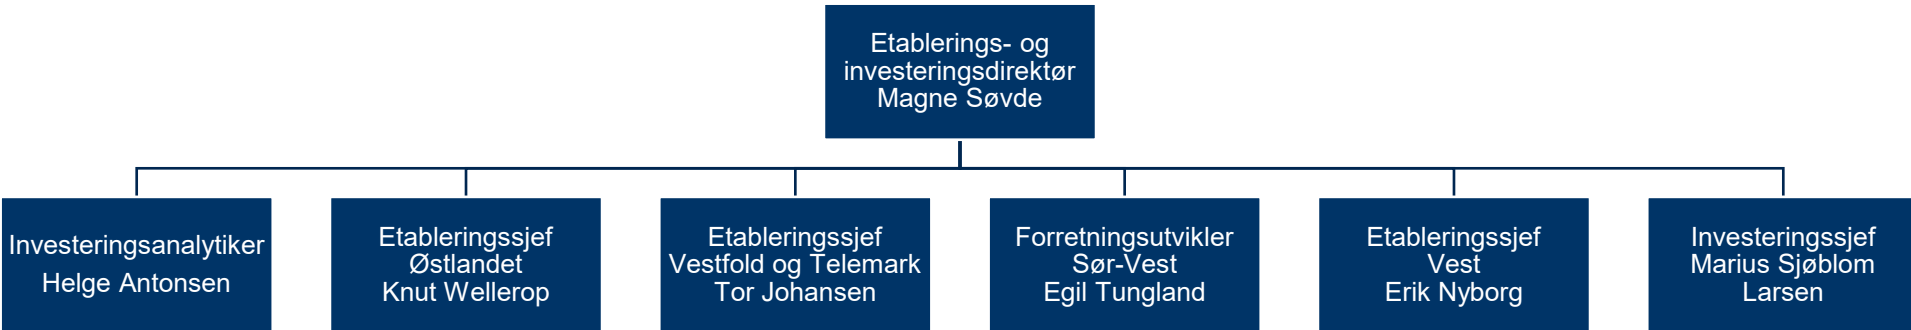 Etablerings- og
investeringsdirektør
Magne Søvde
Investeringsanalytiker
Helge Antonsen
Etableringssjef
Østlandet
Knut Wellerop
Etableringssjef
Vestfold og Telemark
Tor Johansen
Forretningsutvikler
Sør-Vest
Egil Tungland
Etableringssjef
Vest
Erik Nyborg
Investeringssjef
Marius Sjøblom
Larsen